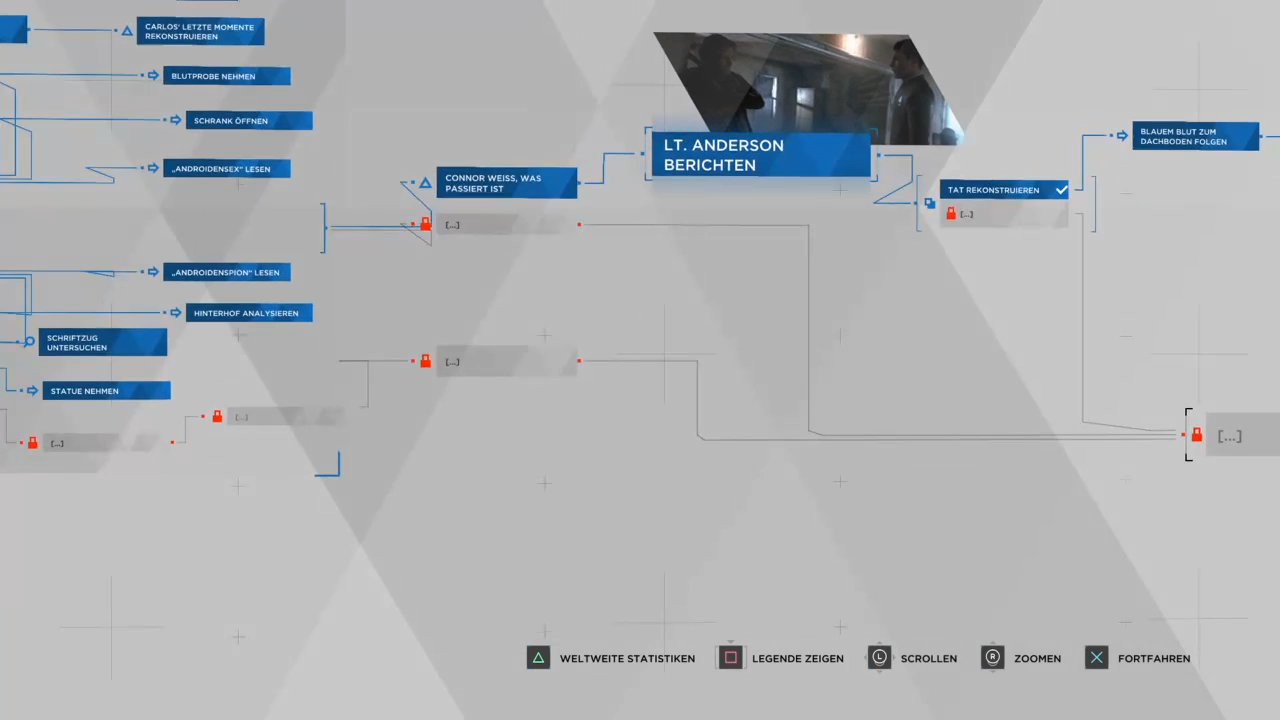 CARLOS' LETZTE MOMENTE
REKONSTRUIEREN
BLUTPROBE NEHMEN
SCHRANK ÖFFNEN
„ANDROIDENSEX" LESEN
CONNOR WEISS, WAS
PASSIERT IST
[...]
LT. ANDERSON
BERICHTEN
TAT REKONSTRUIEREN
[...]
BLAUEM BLUT ZUM
DACHBODEN FOLGEN
„ANDROIDENSPION" LESEN
HINTERHOF ANALYSIEREN
SCHRIFTZUG
UNTERSUCHEN
[...]
STATUE NEHMEN
[...]
[...]
[...]
WELTWEITE STATISTIKEN
LEGENDE ZEIGEN
L
SCROLLEN
R
ZOOMEN
FORTFAHREN